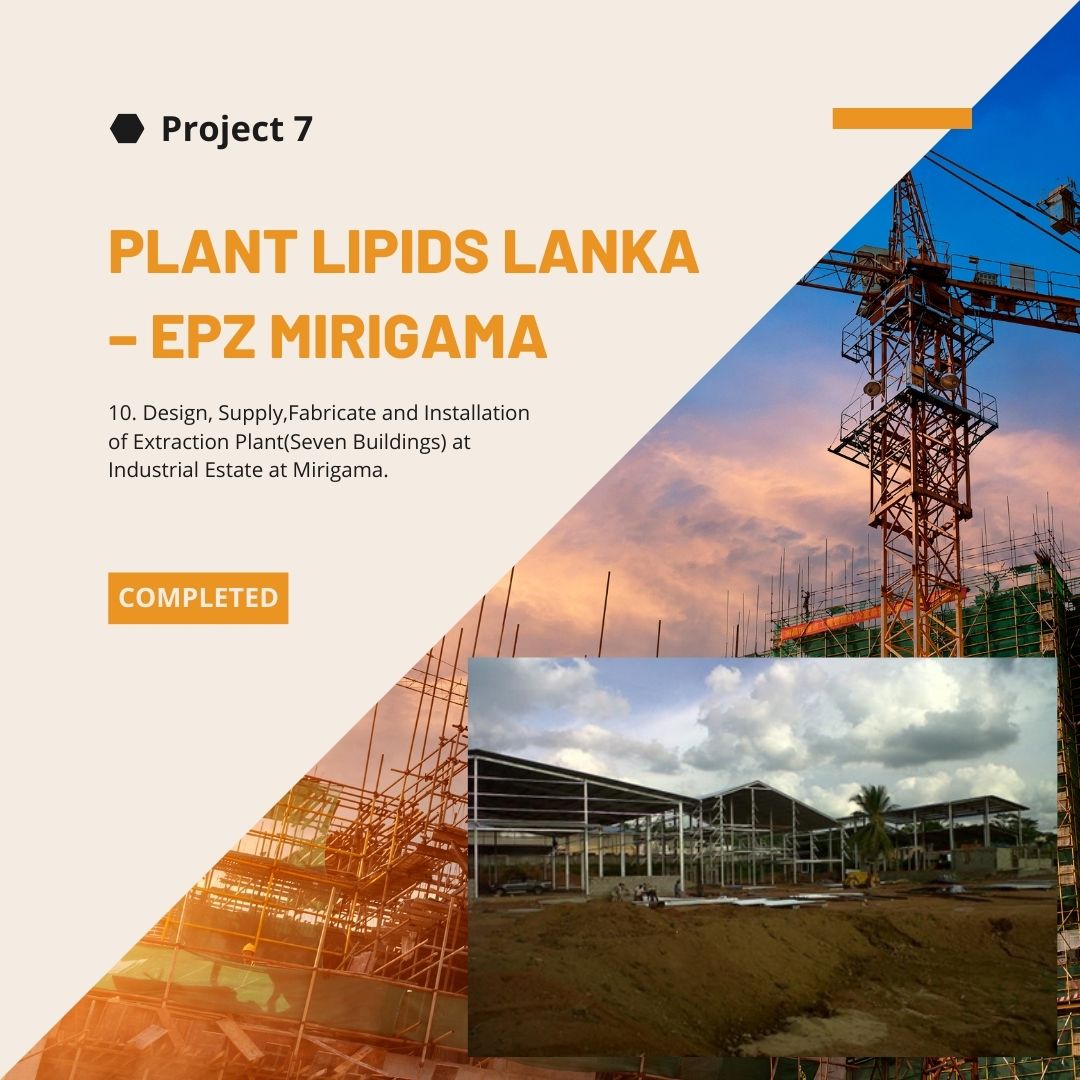 Project 7
PLANT LIPIDS LANKA
– EPZ MIRIGAMA
10. Design, Supply,Fabricate and Installation
of Extraction Plant(Seven Buildings) at
Industrial Estate at Mirigama.
COMPLETED